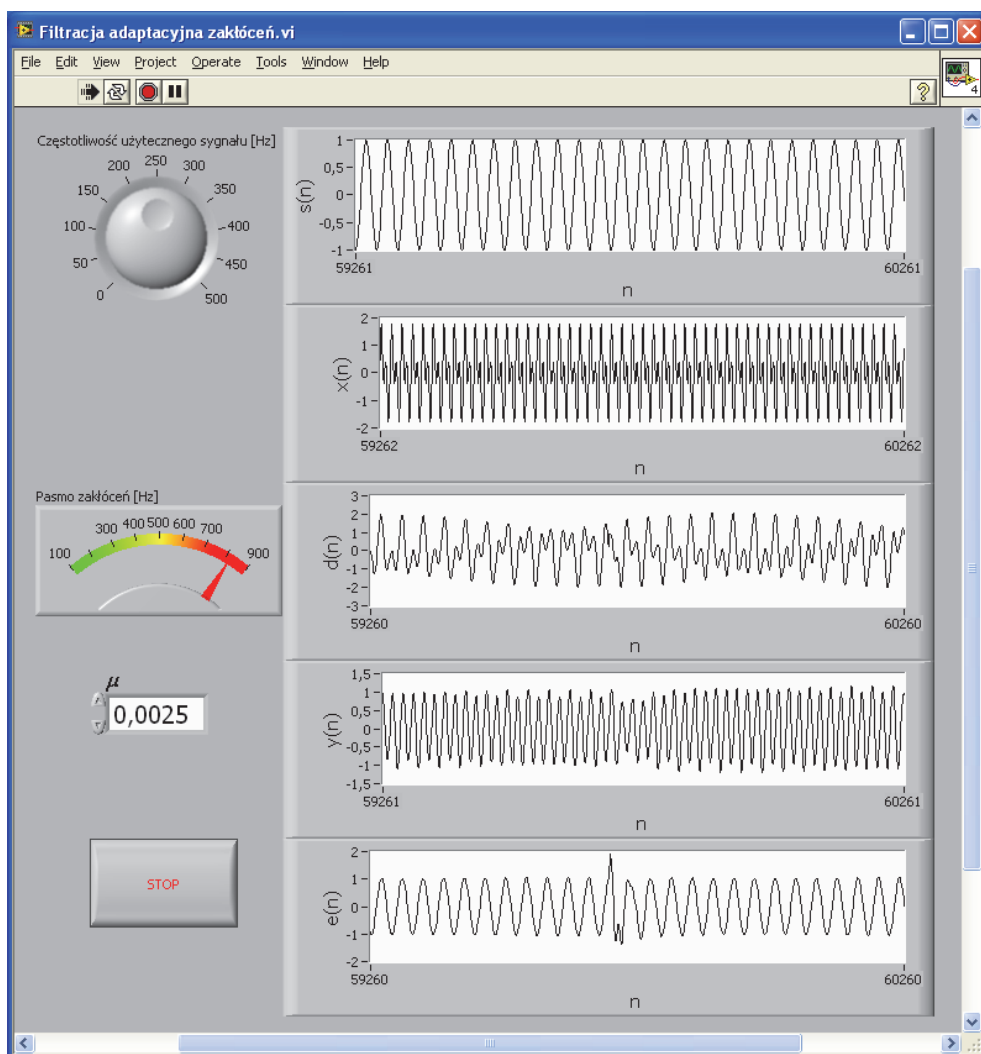 Filtracja adaptacyjna zakłóceń.vi
File Edit View Project Operate Tools Window Help
?
4
Częstotliwość użytecznego sygnału [Hz]
0 50 100 150 200 250 300 350 400 450 500
s(n)
1
0,5
0
-0,5
-1
59261 60261
n
x(n)
2
1
0
-1
-2
59262 60262
n
Pasmo zakłóceń [Hz]
100 300 400 500 600 700 900
d(n)
3
2
1
0
-1
-2
-3
59260 60260
n
μ
0,0025
y(n)
1,5
1
0,5
0
-0,5
-1
-1,5
59261 60261
n
STOP
e(n)
2
1
0
-1
-2
59260 60260
n